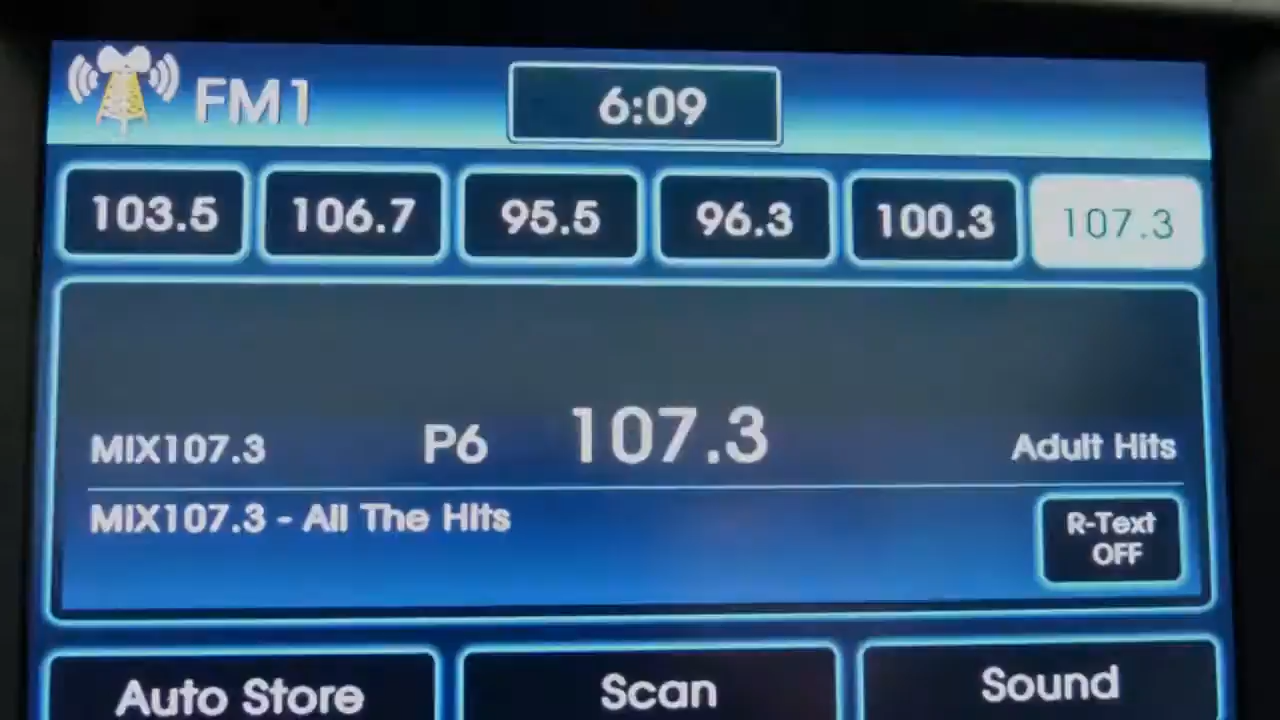 FM1
6:09
103.5 106.7 95.5 96.3 100.3 107.3
MIX107.3 P6 107.3 Adult Hits
MIX107.3 - All The Hits
R-Text
OFF
Auto Store Scan Sound